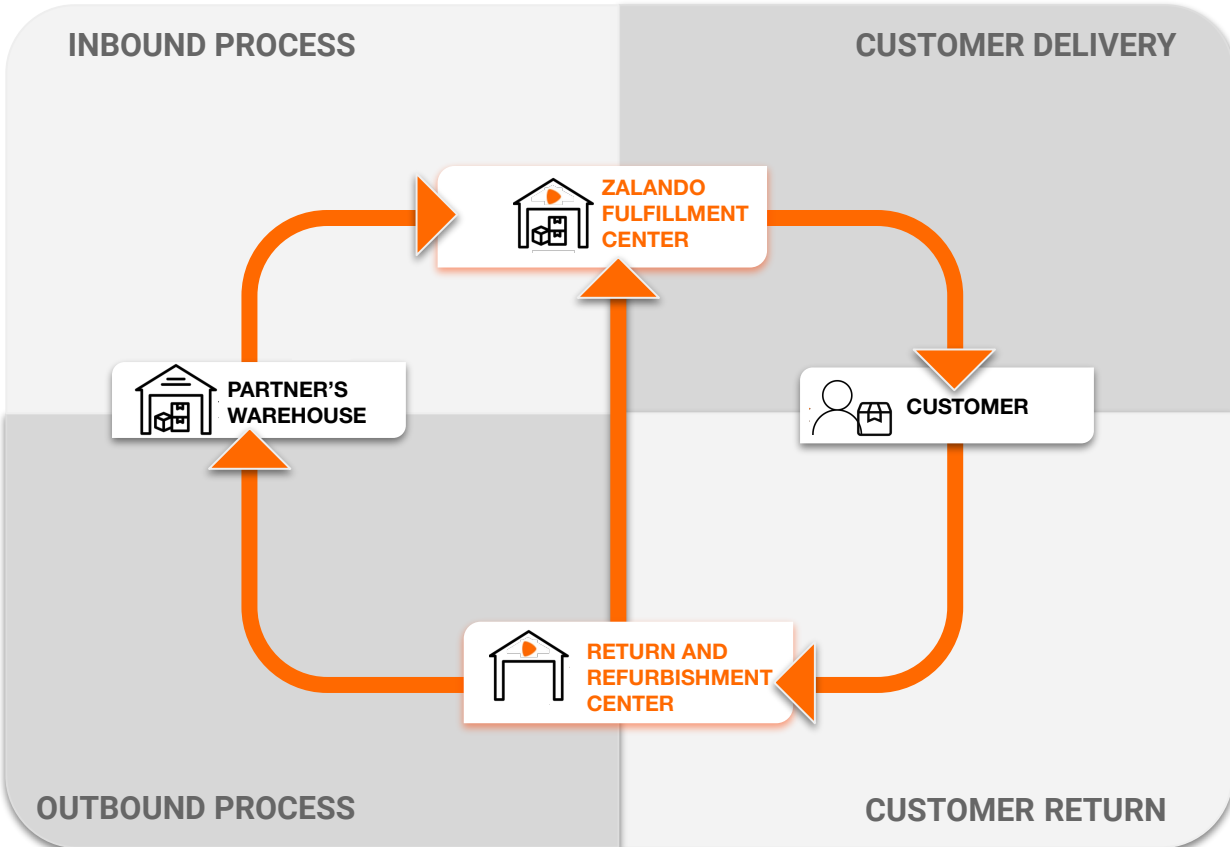 INBOUND PROCESS
CUSTOMER DELIVERY
ZALANDO
FULFILLMENT
CENTER
PARTNER'S
WAREHOUSE
CUSTOMER
RETURN AND
REFURBISHMENT
CENTER
OUTBOUND PROCESS
CUSTOMER RETURN